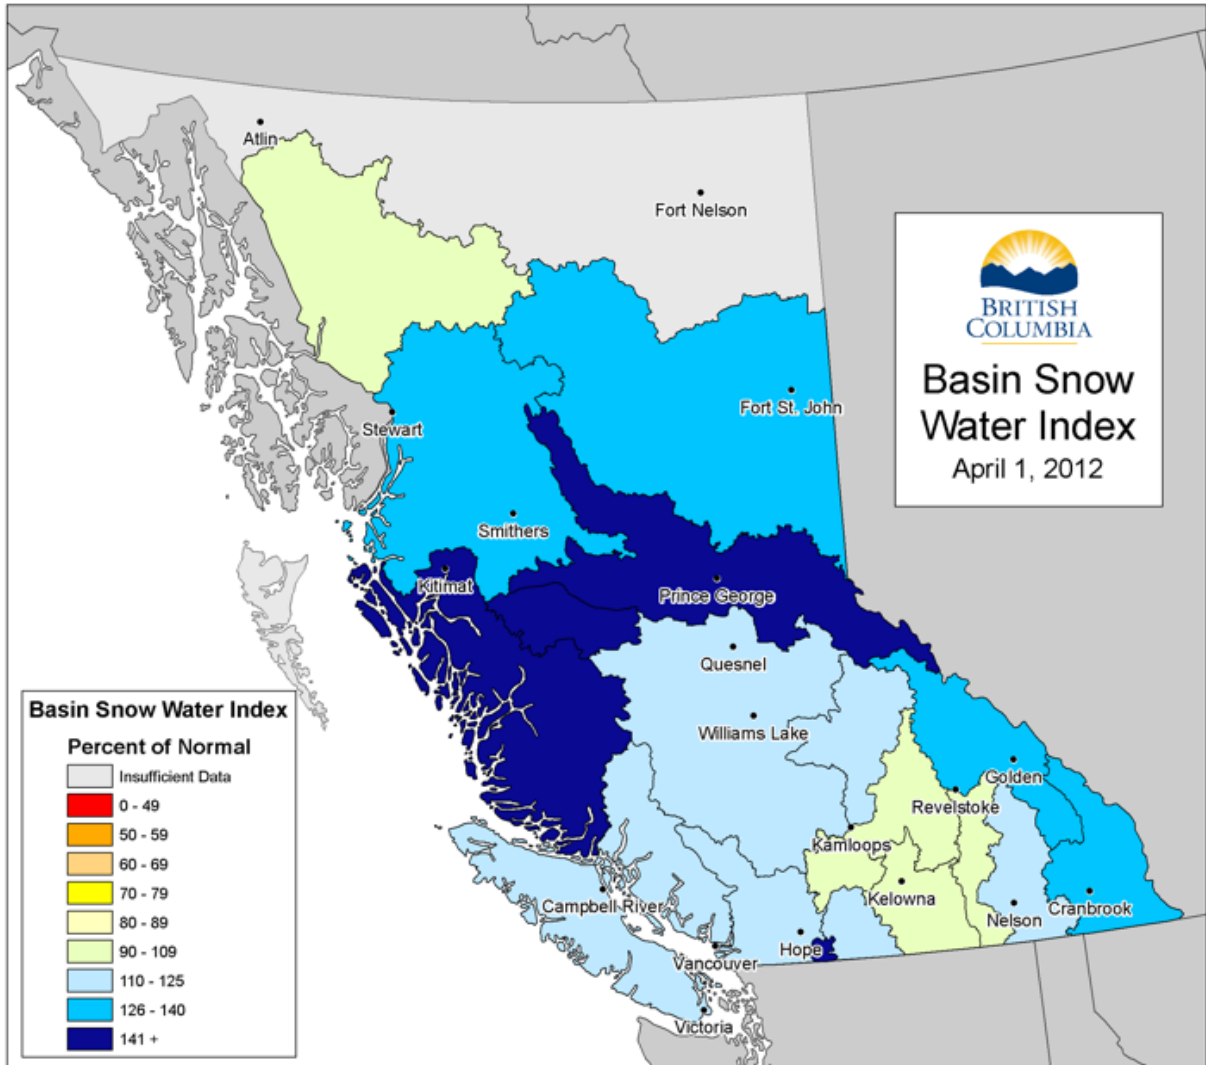 Atlin
Fort Nelson
BRITISH
COLUMBIA
Basin Snow
Water Index
April 1, 2012
Fort St. John
Stewart
Smithers
Kitimat
Prince George
Quesnel
Williams Lake
Golden
Revelstoke
Kamloops
Kelowna
Cranbrook
Campbell River
Nelson
Hope
Vancouver
Victoria
Basin Snow Water Index
Percent of Normal
Insufficient Data
0 - 49
50 - 59
60 - 69
70 - 79
80 - 89
90 - 109
110 - 125
126 - 140
141 +